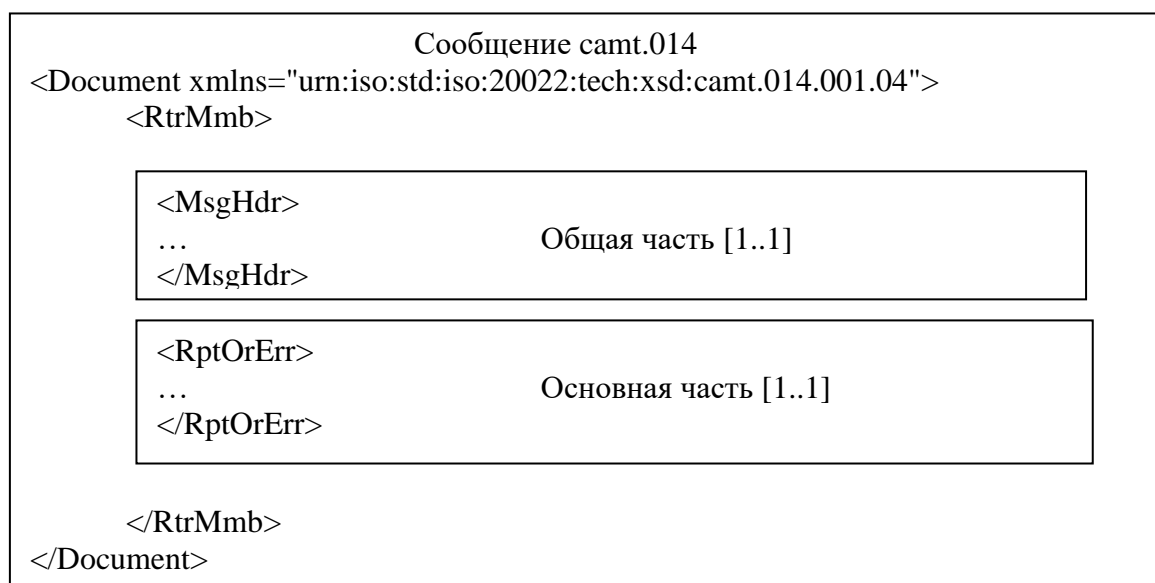 Сообщение camt.014
<Document xmlns="urn:iso:std:iso:20022:tech:xsd:camt.014.001.04">
<RtrMmb>
<MsgHdr>
… Общая часть [1..1]
</MsgHdr>
<RptOrErr>
… Основная часть [1..1]
</RptOrErr>
</RtrMmb>
</Document>